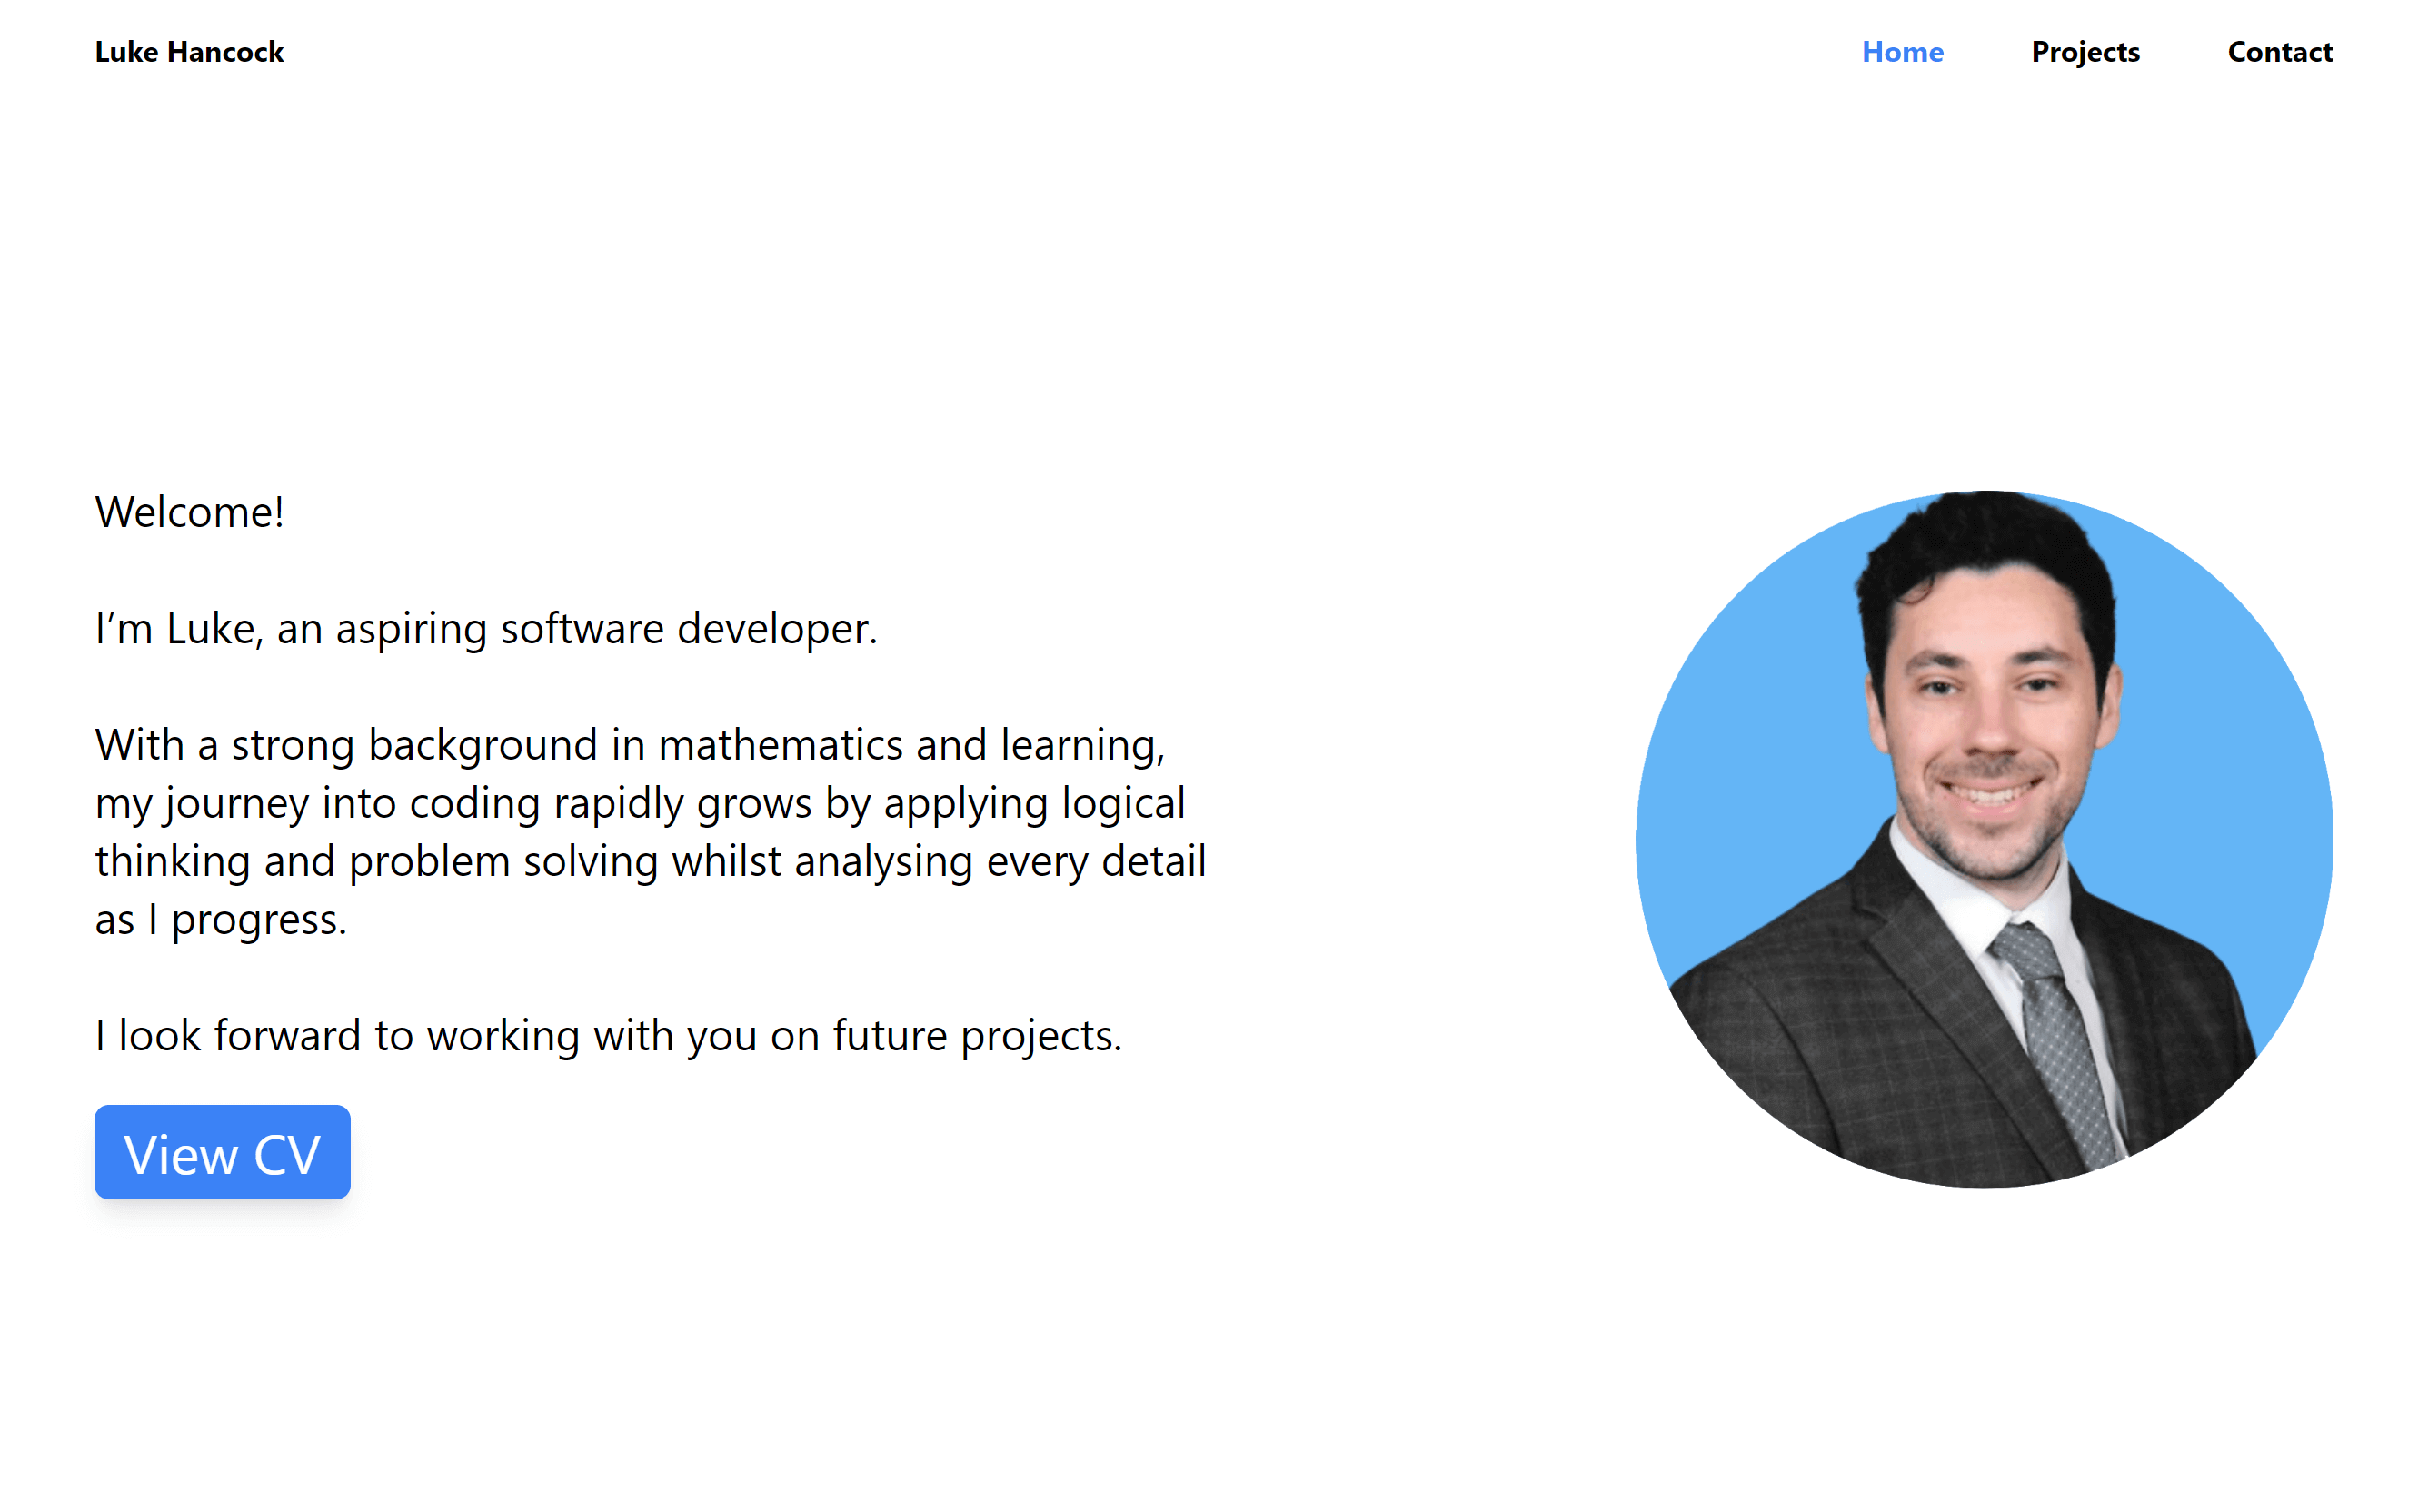 Luke Hancock
Home
Projects
Contact
Welcome!
I’m Luke, an aspiring software developer.
With a strong background in mathematics and learning,
my journey into coding rapidly grows by applying logical
thinking and problem solving whilst analysing every detail
as I progress.
I look forward to working with you on future projects.
View CV